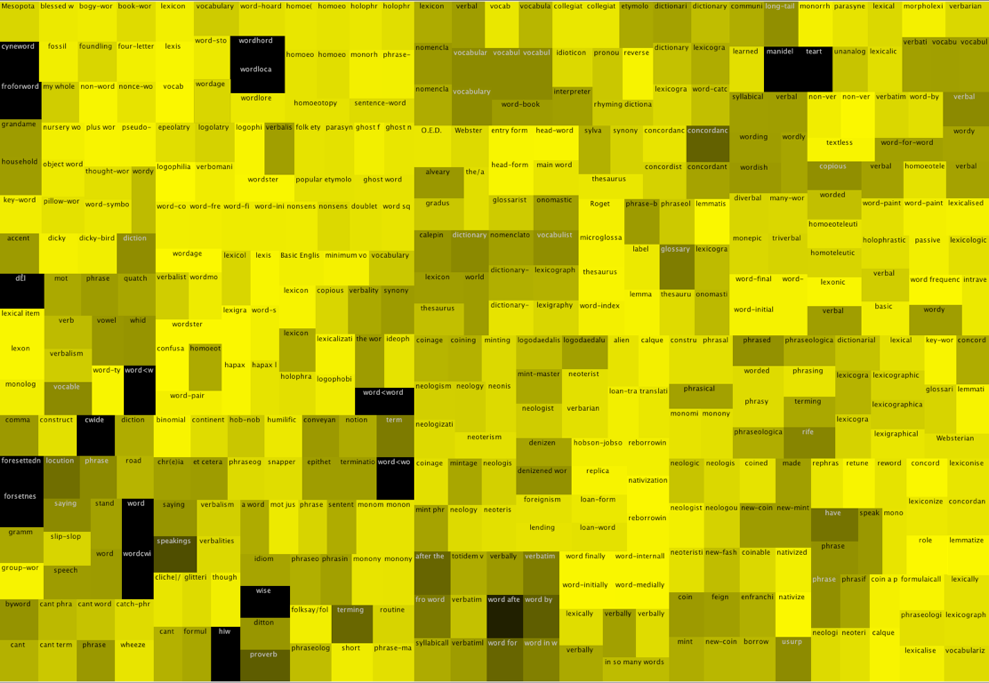 Mesopota blessed w bogy-wor book-wor lexicon vocabulary word-hoard homoe( homoe- holophr holophr lexicon verbal vocab vocabula collegiat collegiat etymolo dictionari dictionary communi long-tail monorrh parasyne lexical morpholexi verbarian
cyneword fossil foundling four-letter lexis word-sto wordhord homoeo homoeo monorh phrase- nomencla vocabular vocabul vocabul idioticon pronou reverse dictionary lexicogra learned manidel teart unanalog lexicalic verbati vocabu vocabul
wordloca
froforword my whole non-word nonce-wo vocab wordage nomencla vocabulary interpreter lexicogra word-catc syllabical verbal non-ver non-ver verbatim word-by verbal
wordlore homoeotopy sentence-word word-book rhyming dictiona
grandame nursery wo plus wor pseudo- epeolatry logolatry logophi verbalis folk ety parasyn ghost f ghost n O.E.D. Webster entry form head-word sylva synony concordanc concordanc wording wordly textless word-for-word wordy
household object word thought-wor wordy logophilia verbomani wordster popular etymolo ghost word alveary the/a head-form main word thesaurus concordist concordant wordish copious verbal homoeotele verbal
key-word pillow-wor word-symbo word-co word-fre word-fi word-ini nonsens nonsens doublet word sq gradus glossarist onomastic Roget phrase-b phraseol lemmatis diverbal many-wor worded word-paint word-paint lexicalised
homoeoteleuti
accent dicky dicky-bird diction wordage lexicol lexis Basic Englis minimum vo vocabulary calepin dictionary nomenclato vocabulist microglossa label glossary lexicogra monepic triverbal homoteleutic holophrastic passive lexicologic
mot phrase quatch verbalist wordmo lexicon copious verbality synony lexicon world dictionary- lexicograph thesaurus lemma thesauru onomasti word-final word- lexonic verbal word frequenc intrave
lexical item verb vowel whid wordster lexigra word-s thesaurus dictionary- lexigraphy word-index word-initial verbal basic wordy
lexon verbalism confusa homoeot hapax hapax l lexicon lexicalizati the wor ideoph coinage coining minting logodaedalis logodaedalu: alien calque constru phrasal phrased phraseologica dictionarial lexical key-wor concord
monolog vocable word-ty word<w word-pair holophra logophobi word<word neologism neology neonis mint-master neoterist loan-tra translati phrasical worded phrasing lexicogra lexicographic glossari lemmati
comma construct cwide diction binomial continent hob-nob humilific conveyan notion term neologizati neoterism neologist verbarian denizen hobson-jobso reborrowin monomi monony phrasy terming phraseologica rife lexicogra lexicographica lexigraphical Websterian
foresettedn locution phrase road chr(e)ia et cetera phraseog snapper epithet terminatio word<wo coinage mintage neologis denizened wor replica nativization neologic neologis coined made rephras retune reword concord lexiconise
forsetnes saying stand word saying verbalism a word mot jus phrase sentent monom monon mint phr neology neoteris foreignism loan-form reborrowin neologist neologou new-coin new-mint have speak mono lexiconize concordan
gramm slip-slop word wordcwi speakings verbalities idiom phraseo phrasin monony monony after the totidem v verbally verbatim lending loan-word word finally word-internall neoteristi new-fash coinable nativized phrase role lemmatize
group-wor speech cliche(/ glitteri though wise word-initially word-medially phrase phrasif coin a p formulaicall lexically
byword cant phra cant word catch-phr ditton folksay/fol terming routine fro word verbatim word afte word by lexically verbally verbally coin feign enfranchi nativize phraseologi lexicograph
cant cant term phrase wheeze cant formul hiw proverb phraseolog short phrase-ma syllabicall verbatiml word for word in w verbally in so many words mint new-coin borrow usurp neologi neoteri calque lexicalise vocabulariz